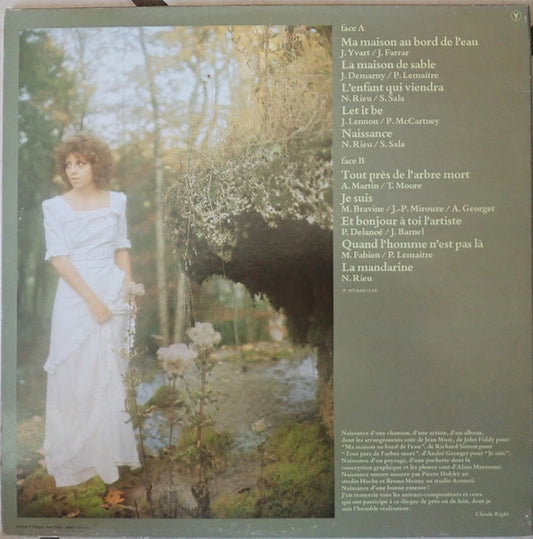 Y
face A
Ma maison au bord de l'eau
J. Yvart / J. Farrar
La maison de sable
J. Demarny / P. Lemaitre
L'enfant qui viendra
N. Rieu / S. Sala
Let it be
J. Lennon / P. McCartney
Naissance
N. Rieu / S. Sala
face B
Tout près de l'arbre mort
A. Martin / T. Moore
Je suis
M. Bravine / J.-P. Mirouze / A. Georget
Et bonjour à toi l'artiste
P. Delanoë / J. Barnel
Quand l'homme n'est pas là
M. Fabien / P. Lemaitre
La mandarine
N. Rieu
Naissance d'une chanson, d'une artiste, d'un album,
dont les arrangements sont de Jean Musy, de John Fiddy pour
"Ma maison au bord de l'eau", de Richard Simon pour
"Tout près de l'arbre mort", d'André Georget pour "Je suis".
Naissance d'un paysage, d'une pochette dont la
conception graphique et les photos sont d'Alain Marouani.
Naissance sonore assurée par Pierre Dobler au
studio Hoche et Bruno Menny au studio Acousti.
Naissance d'une bonne entente!
J'en remercie tous les auteurs-compositeurs et ceux
qui ont participé à ce disque de près ou de loin, dont je
suis l'humble réalisateur.
Claude Righi